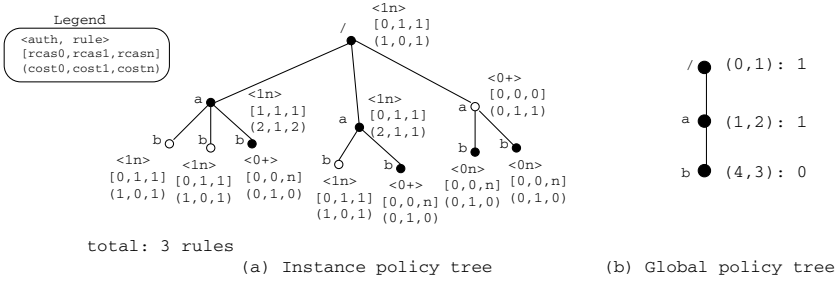 Legend
<auth, rule>
[rcas0,rcas1,rcasn]
(cost0,cost1,costn)
/
<1n>
[0,1,1]
(1,0,1)
a
<1n>
[1,1,1]
(2,1,2)
a
<1n>
[0,1,1]
(2,1,1)
a
<0+>
[0,0,0]
(0,1,1)
b
<1n>
[0,1,1]
(1,0,1)
b
<1n>
[0,1,1]
(1,0,1)
b
<0+>
[0,0,n]
(0,1,0)
b
<1n>
[0,1,1]
(1,0,1)
b
<0+>
[0,0,n]
(0,1,0)
b
<0n>
[0,0,n]
(0,1,0)
b
<0n>
[0,0,n]
(0,1,0)
total: 3 rules
(a) Instance policy tree
/ (0,1): 1
a (1,2): 1
b (4,3): 0
(b) Global policy tree